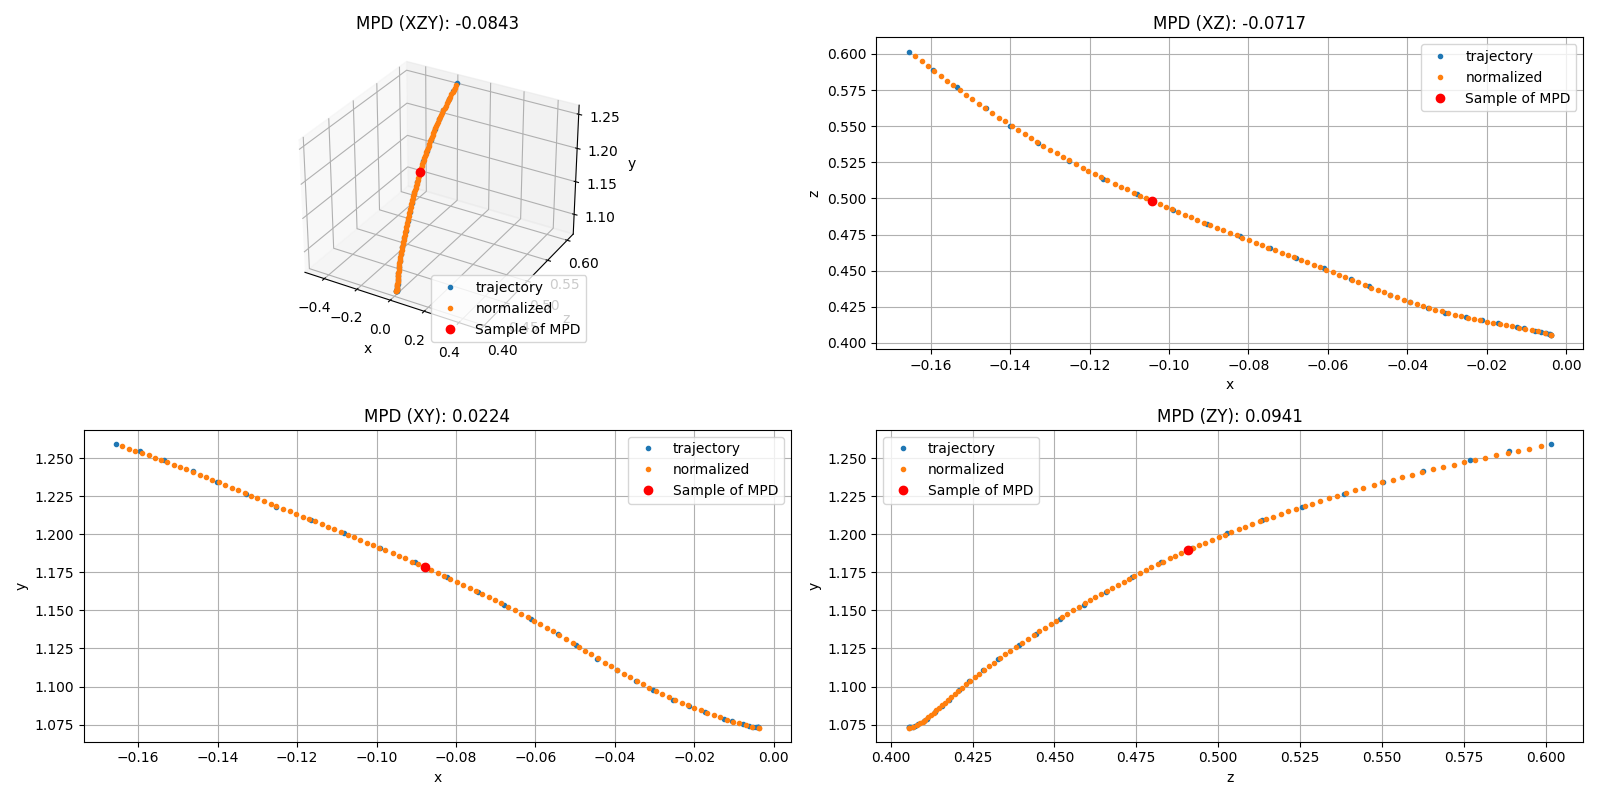 MPD (XZY): -0.0843
1.25
1.20
1.15
1.10
y
0.60
0.55
0.50
0.45
0.40
z
−0.4
−0.2
0.0
0.2
0.4
x
trajectory
normalized
Sample of MPD
MPD (XZ): -0.0717
0.600
0.575
0.550
0.525
0.500
0.475
0.450
0.425
0.400
z
−0.16
−0.14
−0.12
−0.10
−0.08
−0.06
−0.04
−0.02
0.00
x
trajectory
normalized
Sample of MPD
MPD (XY): 0.0224
1.250
1.225
1.200
1.175
1.150
1.125
1.100
1.075
y
−0.16
−0.14
−0.12
−0.10
−0.08
−0.06
−0.04
−0.02
0.00
x
trajectory
normalized
Sample of MPD
MPD (ZY): 0.0941
1.250
1.225
1.200
1.175
1.150
1.125
1.100
1.075
y
0.400
0.425
0.450
0.475
0.500
0.525
0.550
0.575
0.600
z
trajectory
normalized
Sample of MPD